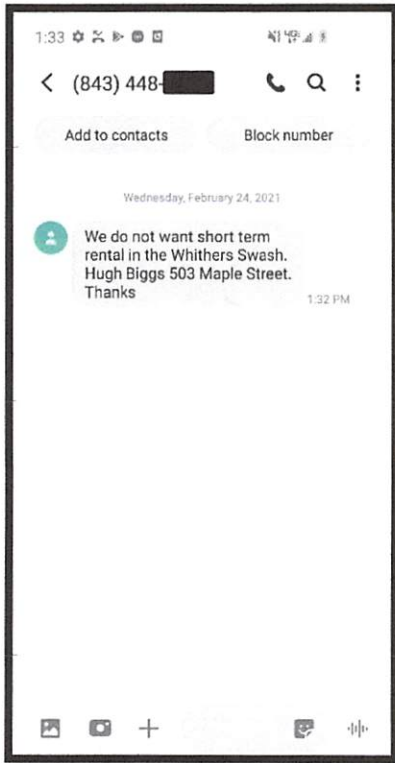 1:33
(843) 448-
Add to contacts
Block number
Wednesday, February 24, 2021
We do not want short term
rental in the Whithers Swash.
Hugh Biggs 503 Maple Street.
Thanks
1:32 PM